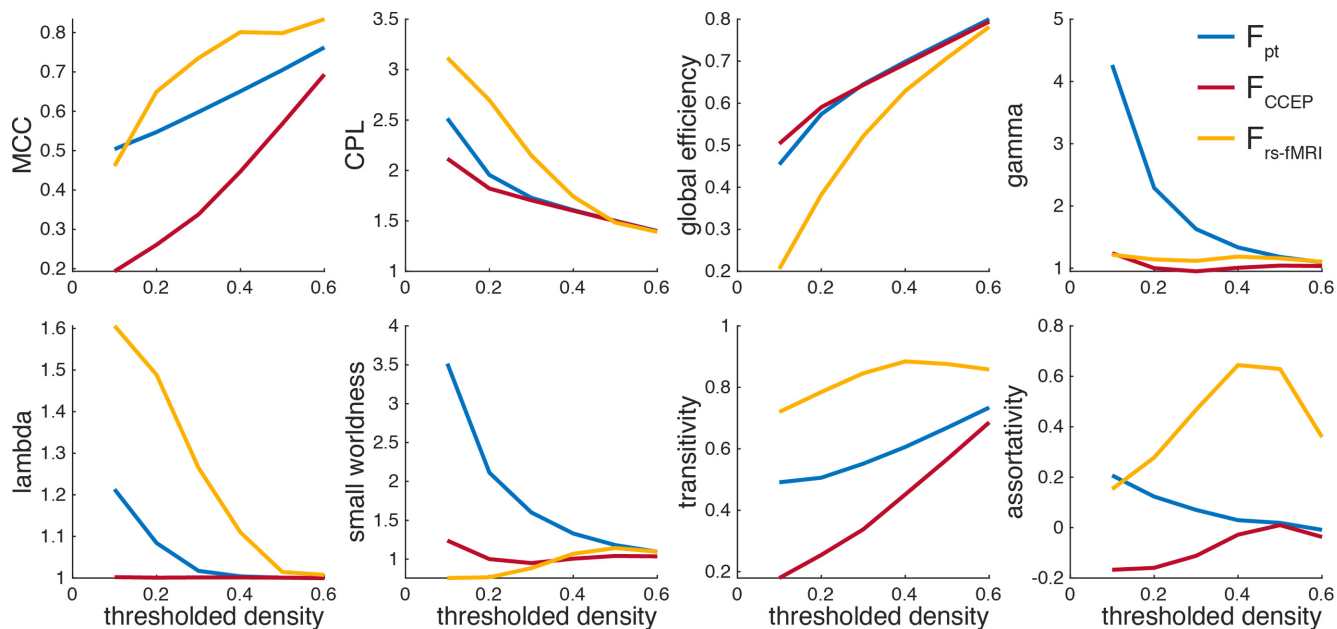 MCC
0.8
0.7
0.6
0.5
0.4
0.3
0.2
0 0.2 0.4 0.6
CPL
3.5
3
2.5
2
1.5
1
0 0.2 0.4 0.6
global efficiency
0.8
0.7
0.6
0.5
0.4
0.3
0.2
0 0.2 0.4 0.6
gamma
5
4
3
2
1
0 0.2 0.4 0.6
Fpt
FCCEP
Frs-fMRI
lambda
1.6
1.5
1.4
1.3
1.2
1.1
1
0 0.2 0.4 0.6
thresholded density
small worldness
4
3.5
3
2.5
2
1.5
1
0 0.2 0.4 0.6
thresholded density
transitivity
1
0.8
0.6
0.4
0.2
0 0.2 0.4 0.6
thresholded density
assortativity
0.8
0.6
0.4
0.2
0
-0.2
0 0.2 0.4 0.6
thresholded density